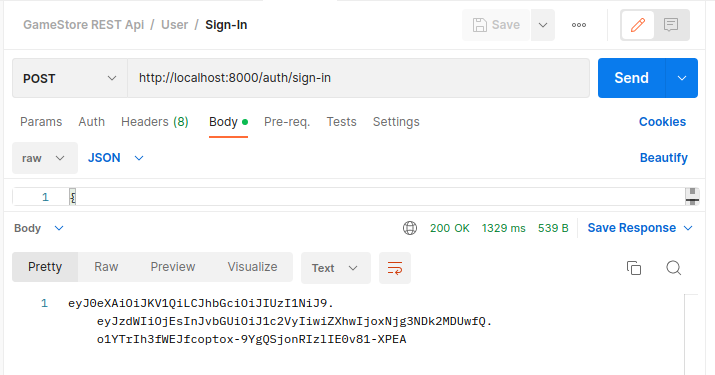 GameStore REST Api / User / Sign-In
Save
POST
http://localhost:8000/auth/sign-in
Send
Params Auth Headers (8) Body Pre-req. Tests Settings Cookies
raw JSON Beautify
1 {
Body 200 OK 1329 ms 539 B Save Response
Pretty Raw Preview Visualize Text
1 eyJ0eXAiOiJKV1QiLCJhbGciOiJIUzI1NiJ9.
eyJzdWIiOjEsInJvbGUiOiJ1c2VyIiwiZXhwIjoxNjg3NDk2MDUwfQ.
o1YTrIh3fWEJfcoptox-9YgQSjonRIzlIE0v81-XPEA